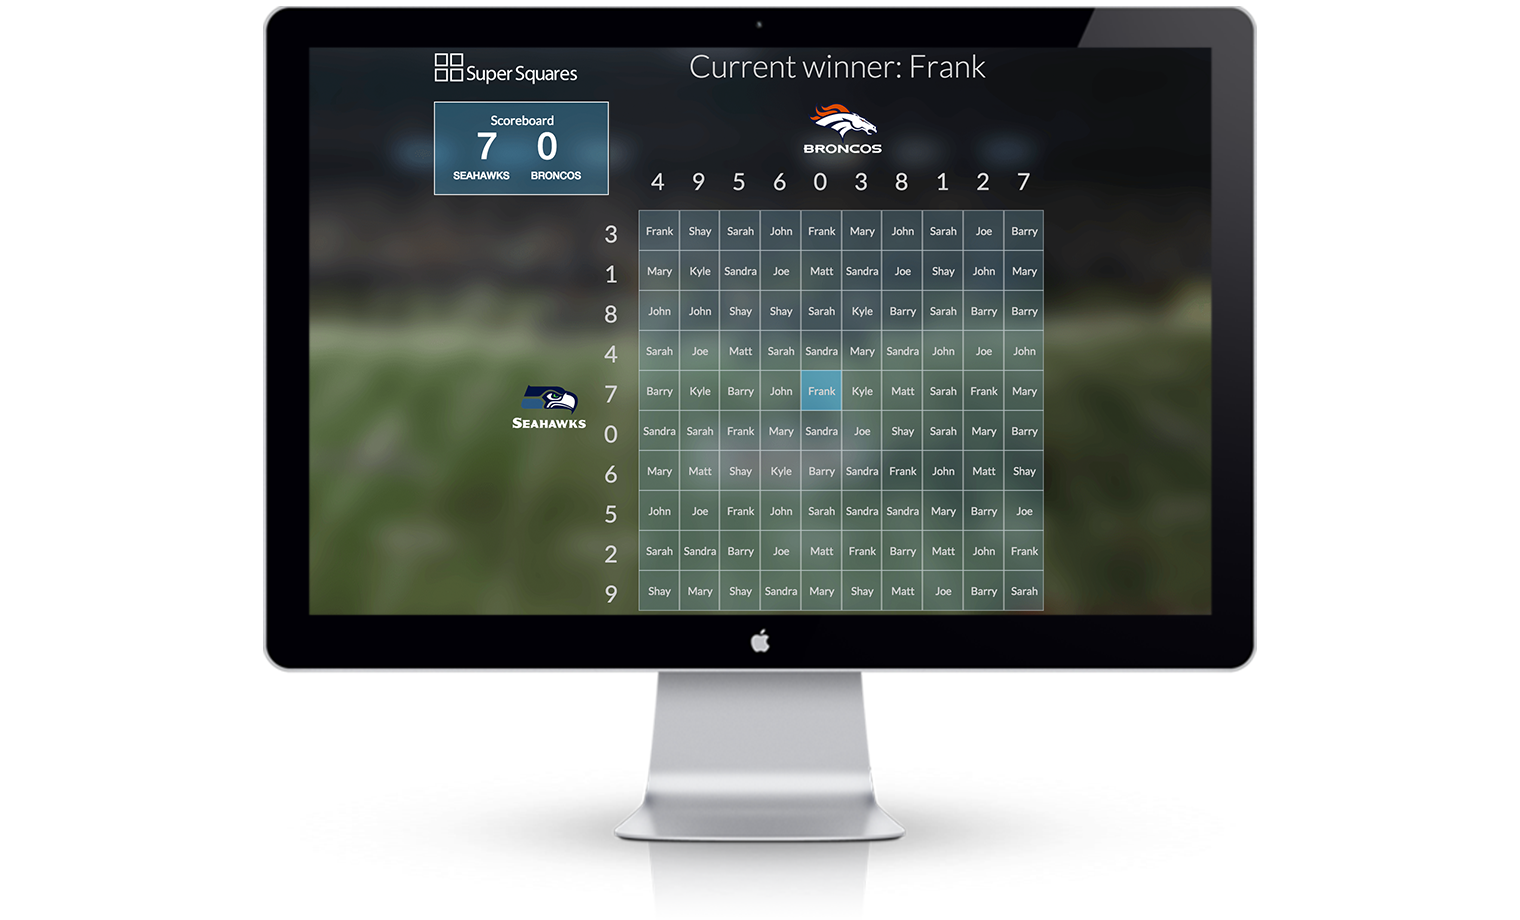 Super Squares
Current winner: Frank
Scoreboard
7 0
SEAHAWKS BRONCOS
BRONCOS
4 9 5 6 0 3 8 1 2 7
3 Frank Shay Sarah John Frank Mary John Sarah Joe Barry
1 Mary Kyle Sandra Joe Matt Sandra Joe Shay John Mary
8 John John Shay Shay Sarah Kyle Barry Sarah Barry Barry
4 Sarah Joe Matt Sarah Sandra Mary Sandra John Joe John
7 Barry Kyle Barry John Frank Kyle Matt Sarah Frank Mary
SEAHAWKS
0 Sandra Sarah Frank Mary Sandra Joe Shay Sarah Mary Barry
6 Mary Matt Shay Kyle Barry Sandra Frank John Matt Shay
5 John Joe Frank John Sarah Sandra Sandra Mary Barry Joe
2 Sarah Sandra Barry Joe Matt Frank Barry Matt John Frank
9 Shay Mary Shay Sandra Mary Shay Matt Joe Barry Sarah